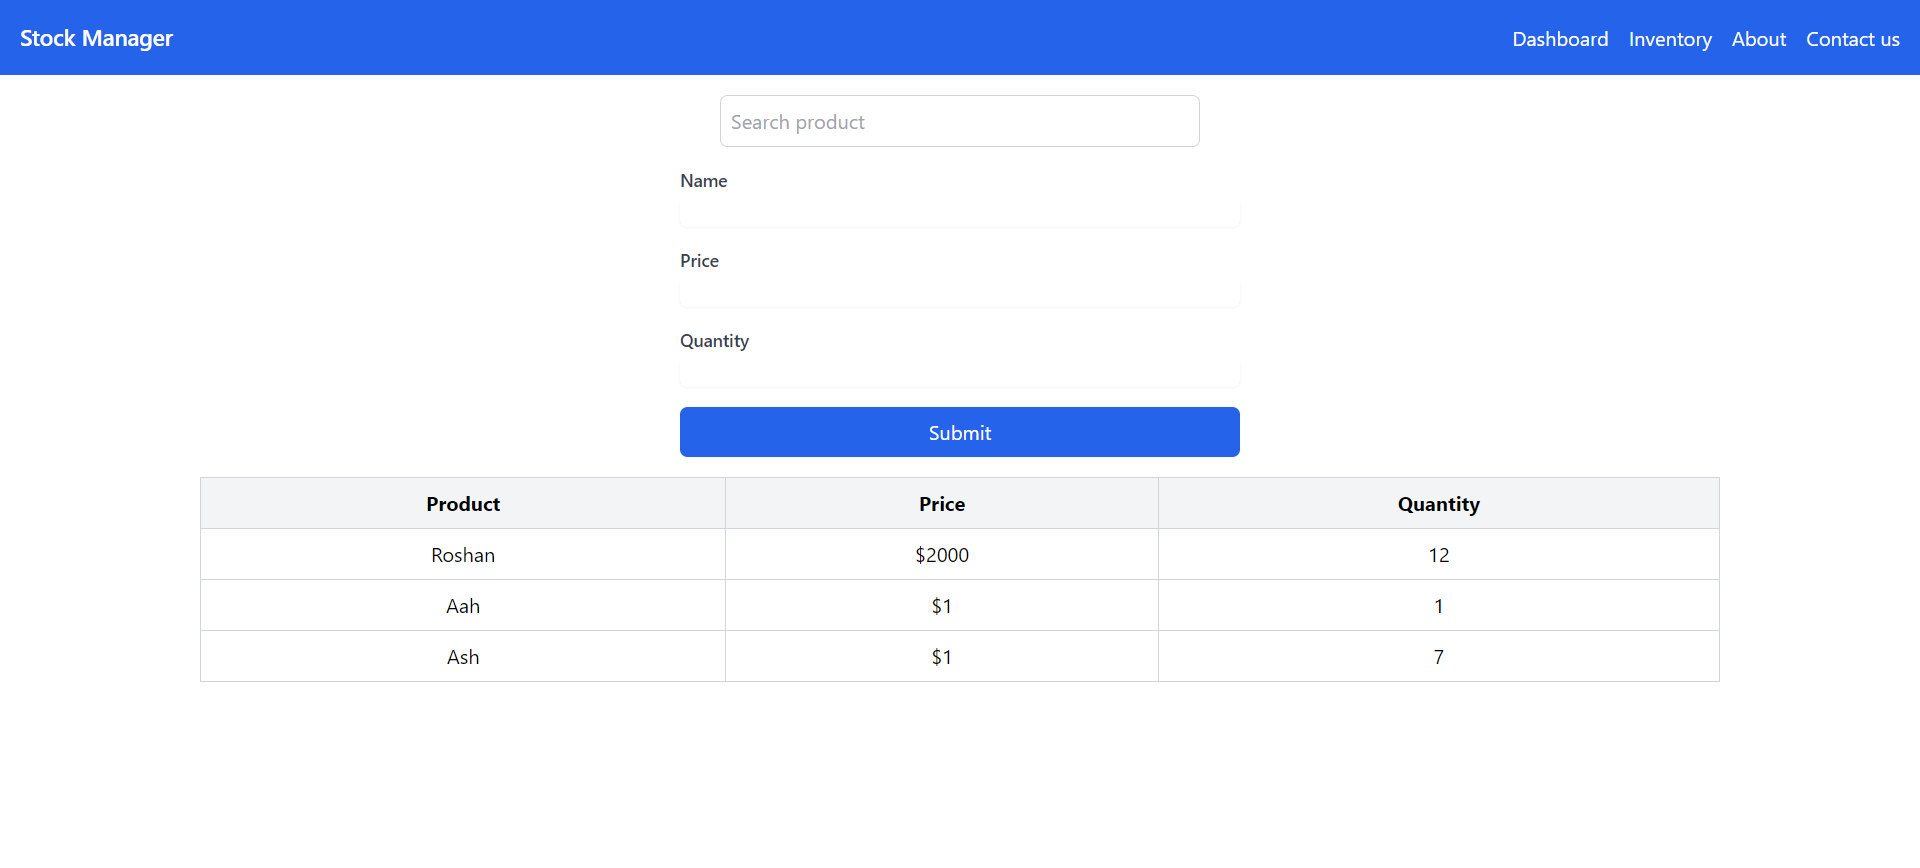 Stock Manager
Dashboard Inventory About Contact us
Search product
Name
Price
Quantity
Submit
Product Price Quantity
Roshan $2000 12
Aah $1 1
Ash $1 7